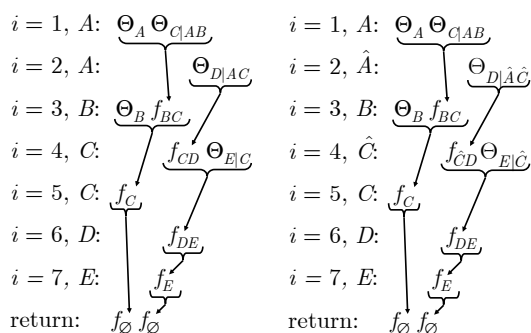 i = 1, A: Θ_A Θ_{C|AB}
i = 2, A: Θ_{D|AC}
i = 3, B: Θ_B f_{BC}
i = 4, C: f_{CD} Θ_{E|C}
i = 5, C: f_C
i = 6, D: f_{DE}
i = 7, E: f_E
return: f_∅ f_∅
i = 1, A: Θ_A Θ_{C|AB}
i = 2, Â: Θ_{D|ÂĈ}
i = 3, B: Θ_B f_{BC}
i = 4, Ĉ: f_{ĈD} Θ_{E|Ĉ}
i = 5, C: f_C
i = 6, D: f_{DE}
i = 7, E: f_E
return: f_∅ f_∅